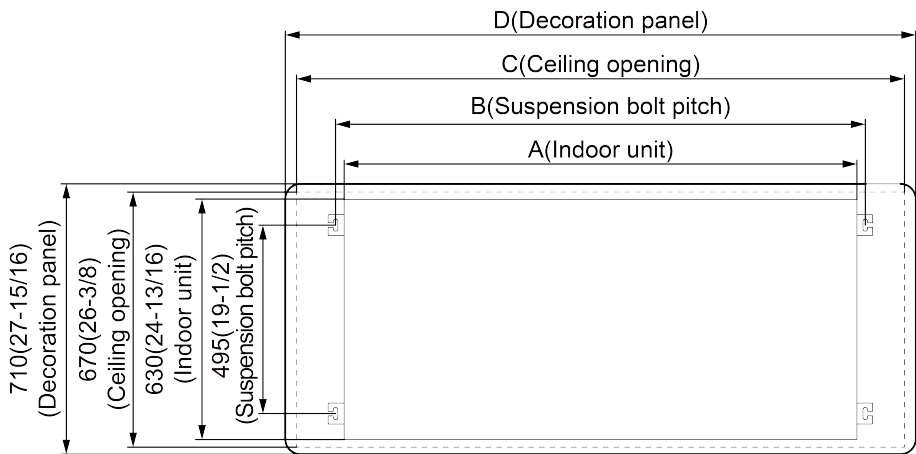 D(Decoration panel)
C(Ceiling opening)
B(Suspension bolt pitch)
A(Indoor unit)
710(27-15/16)
(Decoration panel)
670(26-3/8)
(Ceiling opening)
630(24-13/16)
(Indoor unit)
495(19-1/2)
(Suspension bolt pitch)